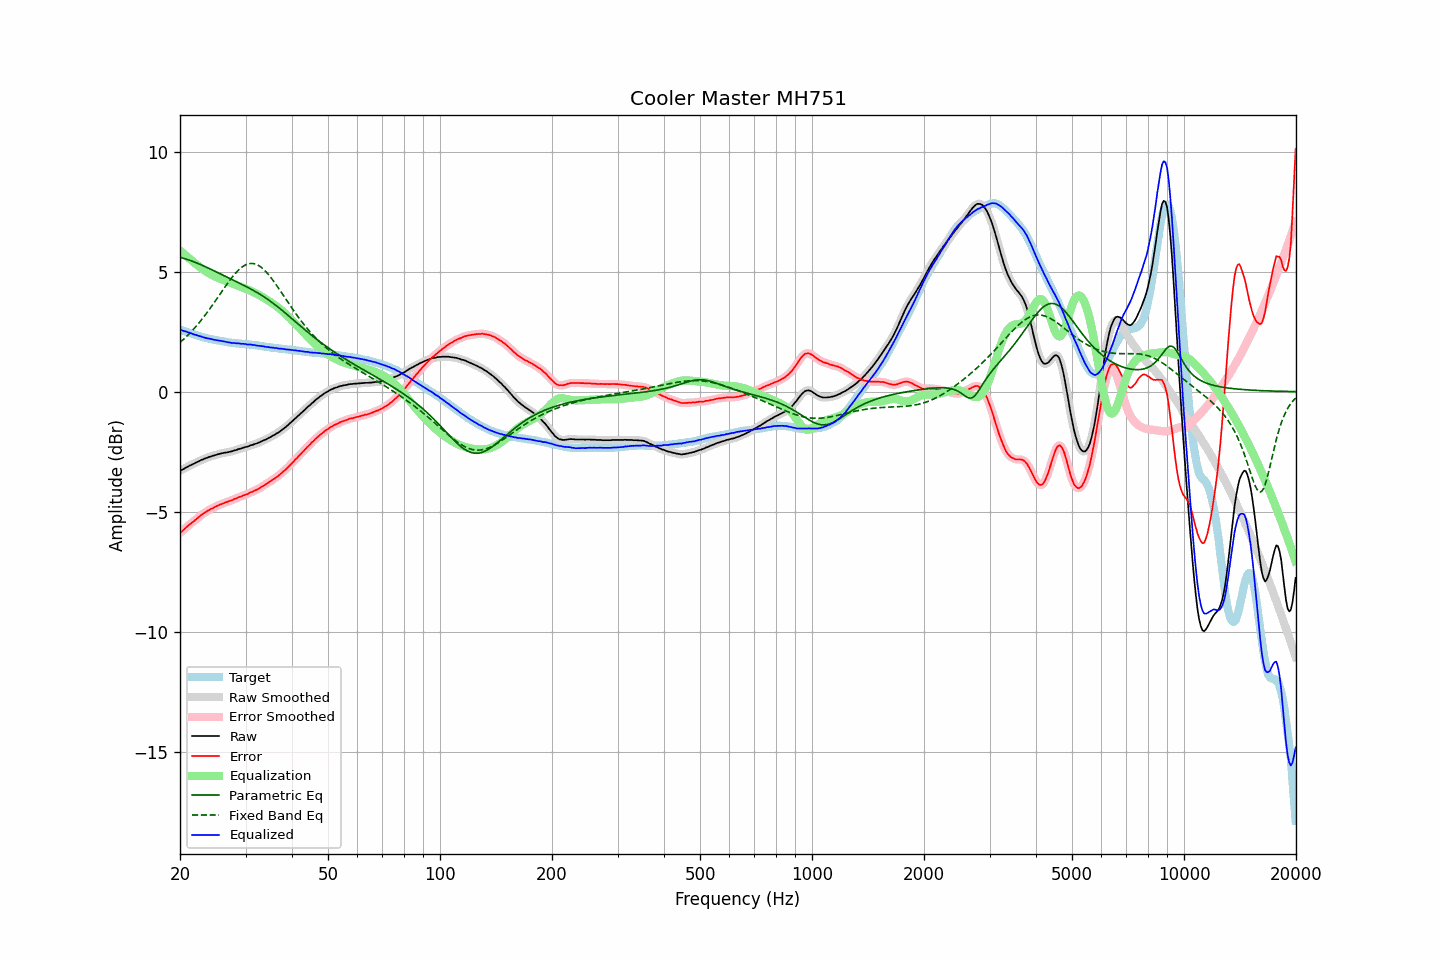 Cooler Master MH751
Amplitude (dBr)
10
5
0
−5
−10
−15
Target
Raw Smoothed
Error Smoothed
Raw
Error
Equalization
Parametric Eq
Fixed Band Eq
Equalized
20 50 100 200 500 1000 2000 5000 10000 20000
Frequency (Hz)